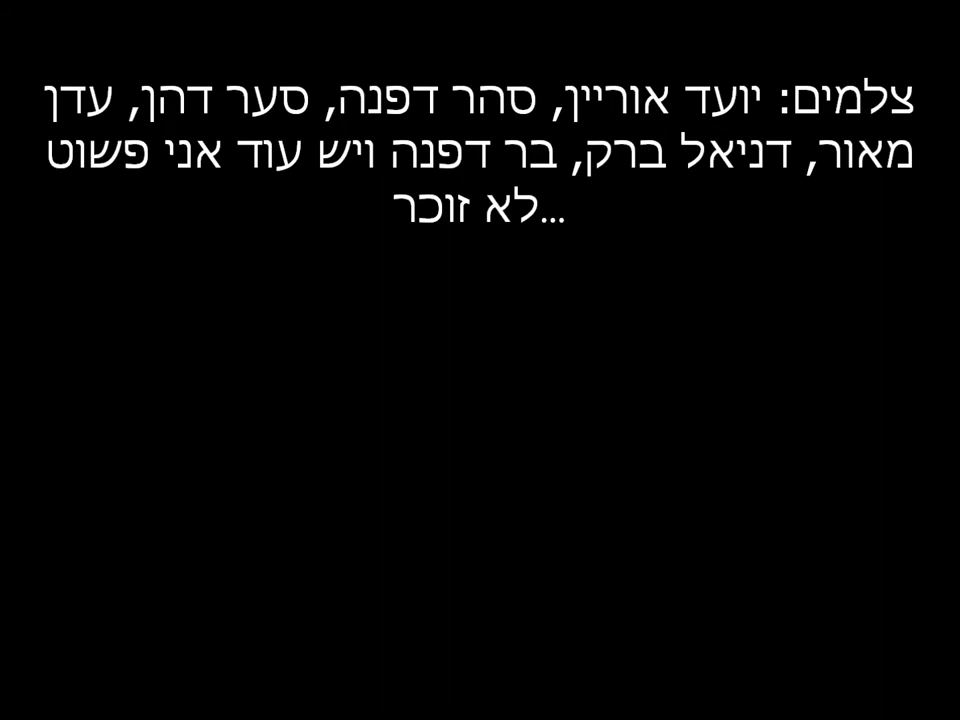 צלמים: יועד אוריין, סהר דפנה, סער דהן, עדן
מאור, דניאל ברק, בר דפנה ויש עוד אני פשוט
לא זוכר...